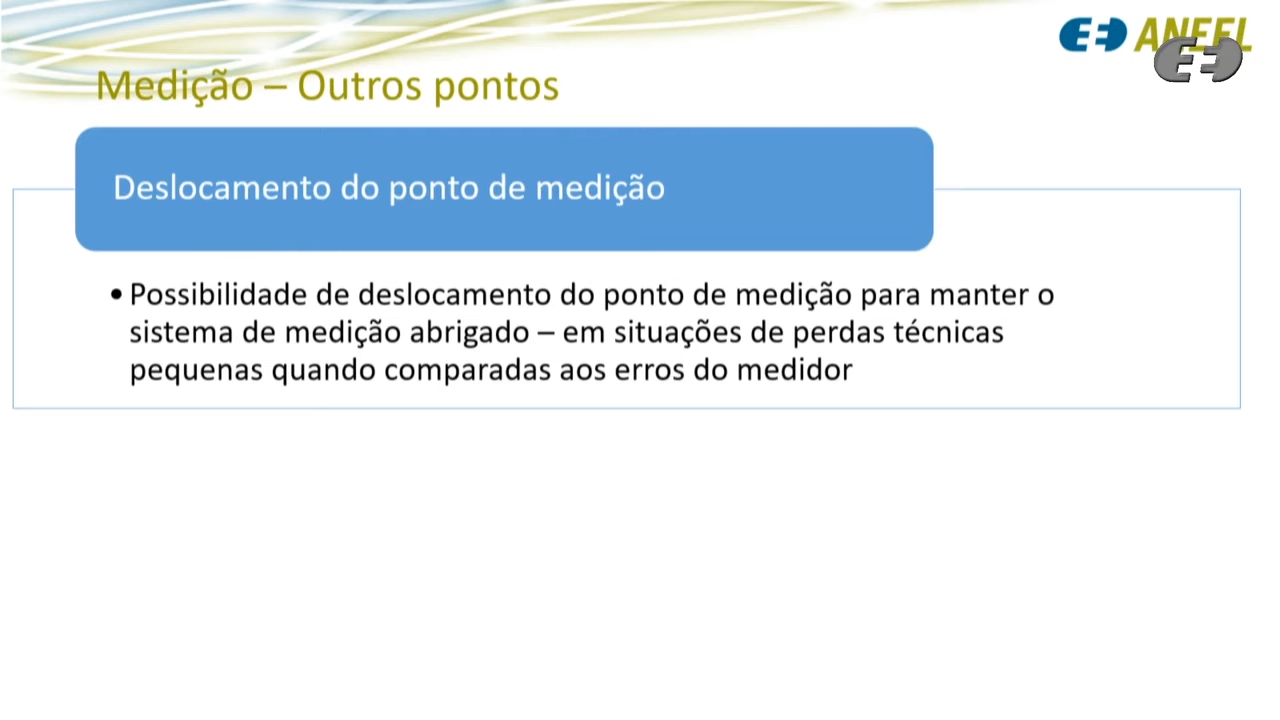 ANEEL
Medição – Outros pontos
Deslocamento do ponto de medição
• Possibilidade de deslocamento do ponto de medição para manter o
sistema de medição abrigado – em situações de perdas técnicas
pequenas quando comparadas aos erros do medidor